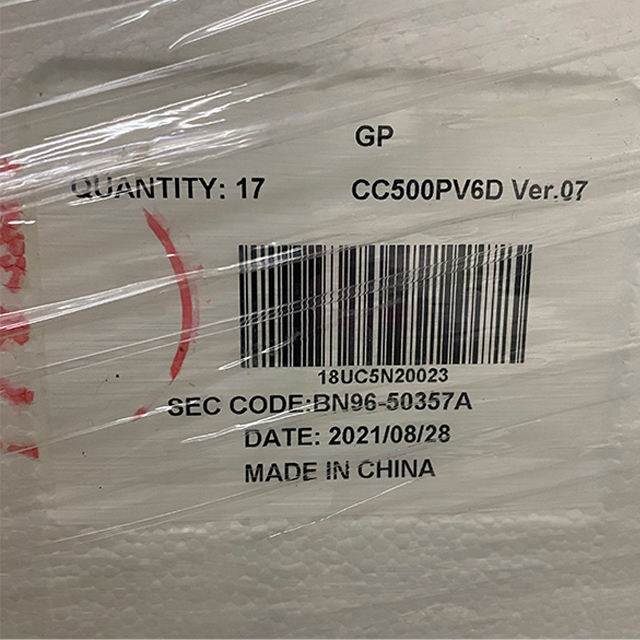 GP
QUANTITY: 17 CC500PV6D Ver.07
18UC5N20023
SEC CODE:BN96-50357A
DATE: 2021/08/28
MADE IN CHINA